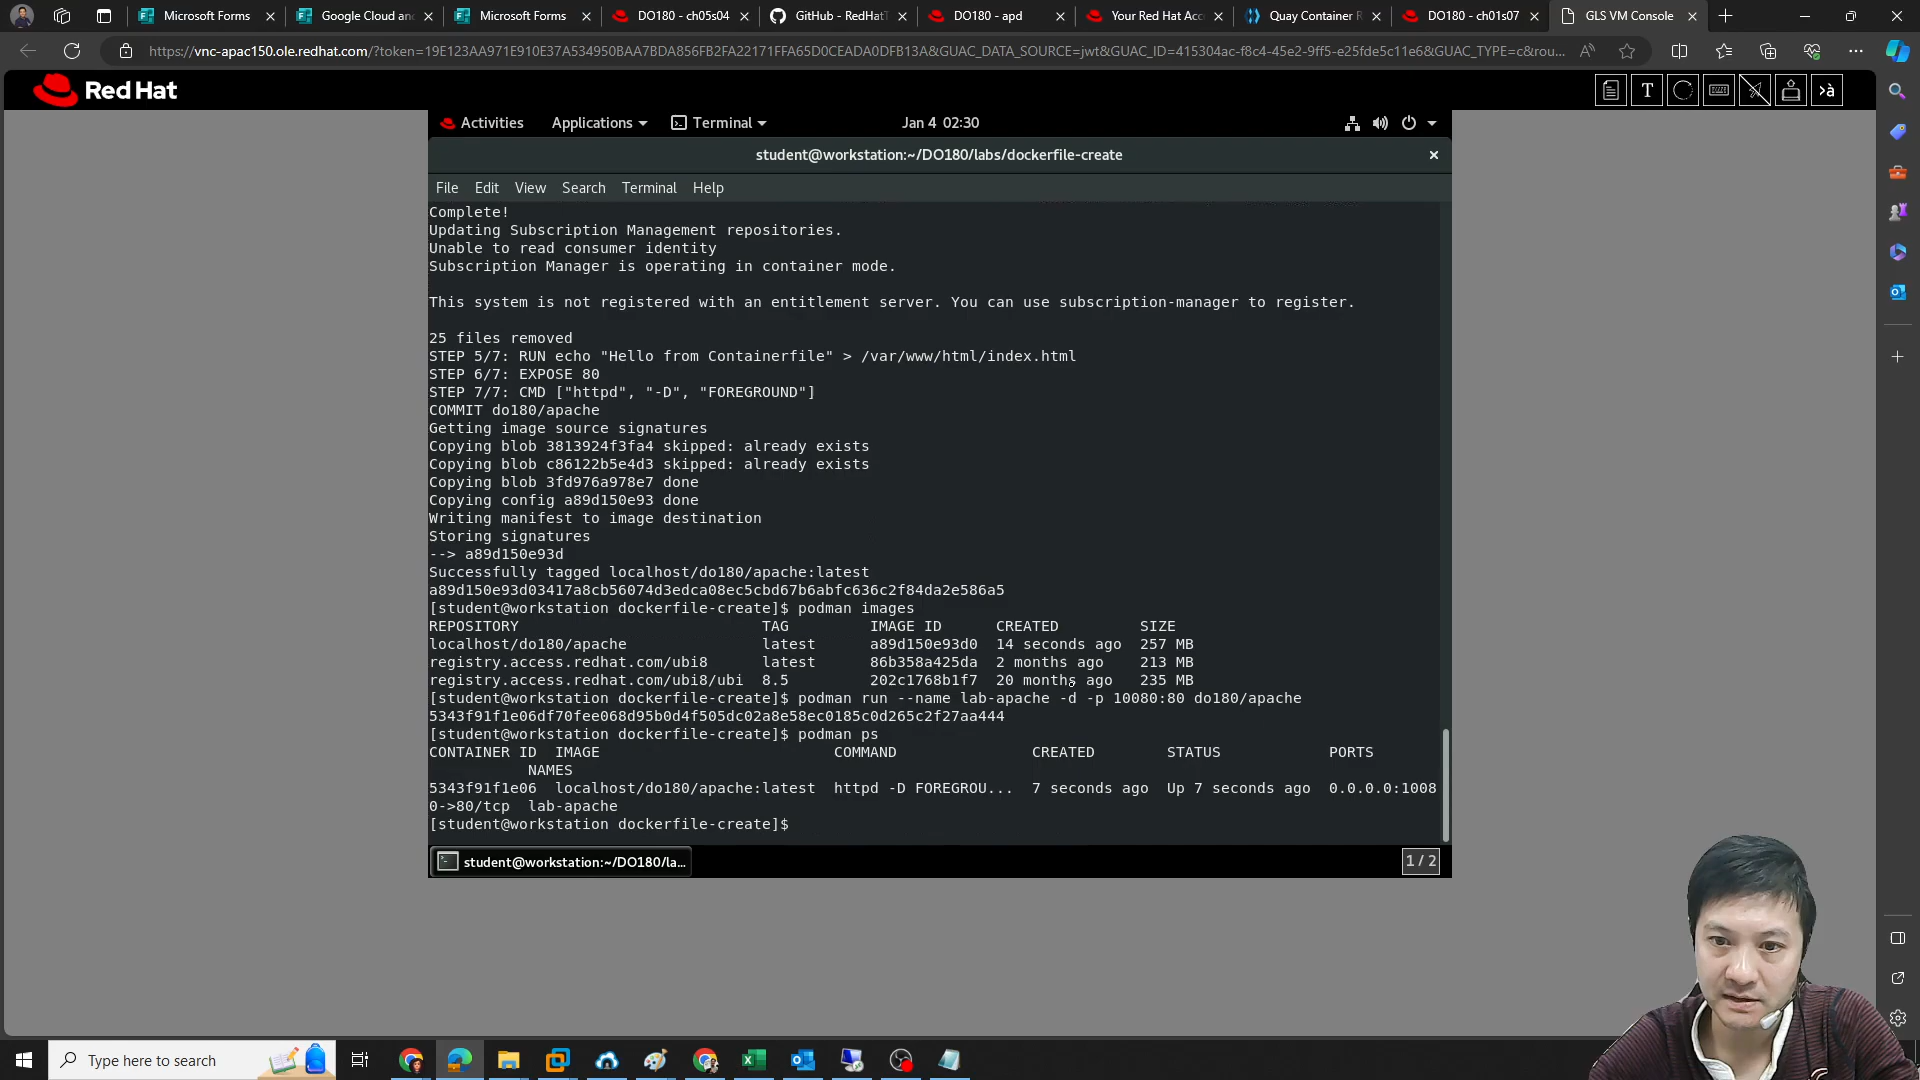 Microsoft Forms
Google Cloud an
Microsoft Forms
DO180 - ch05s04
GitHub - RedHatT
DO180 - apd
Your Red Hat Acc
Quay Container R
DO180 - ch01s07
GLS VM Console
https://vnc-apac150.ole.redhat.com/?token=19E123AA971E910E37A534950BAA7BDA856FB2FA22171FFA65D0CEADA0DFB13A&GUAC_DATA_SOURCE=jwt&GUAC_ID=415304ac-f8c4-45e2-9ff5-e25fde5c11e6&GUAC_TYPE=c&rou...
Red Hat
Activities Applications Terminal Jan 4 02:30
student@workstation:~/DO180/labs/dockerfile-create
File Edit View Search Terminal Help
Complete!
Updating Subscription Management repositories.
Unable to read consumer identity
Subscription Manager is operating in container mode.
This system is not registered with an entitlement server. You can use subscription-manager to register.
25 files removed
STEP 5/7: RUN echo "Hello from Containerfile" > /var/www/html/index.html
STEP 6/7: EXPOSE 80
STEP 7/7: CMD ["httpd", "-D", "FOREGROUND"]
COMMIT do180/apache
Getting image source signatures
Copying blob 3813924f3fa4 skipped: already exists
Copying blob c86122b5e4d3 skipped: already exists
Copying blob 3fd976a978e7 done
Copying config a89d150e93 done
Writing manifest to image destination
Storing signatures
--> a89d150e93d
Successfully tagged localhost/do180/apache:latest
a89d150e93d03417a8cb56074d3edca08ec5cbd67b6abfc636c2f84da2e586a5
[student@workstation dockerfile-create]$ podman images
REPOSITORY TAG IMAGE ID CREATED SIZE
localhost/do180/apache latest a89d150e93d0 14 seconds ago 257 MB
registry.access.redhat.com/ubi8 latest 86b358a425da 2 months ago 213 MB
registry.access.redhat.com/ubi8/ubi 8.5 202c1768b1f7 20 months ago 235 MB
[student@workstation dockerfile-create]$ podman run --name lab-apache -d -p 10080:80 do180/apache
5343f91f1e06df70fee068d95b0d4f505dc02a8e58ec0185c0d265c2f27aa444
[student@workstation dockerfile-create]$ podman ps
CONTAINER ID IMAGE COMMAND CREATED STATUS PORTS
NAMES
5343f91f1e06 localhost/do180/apache:latest httpd -D FOREGROU... 7 seconds ago Up 7 seconds ago 0.0.0.0:1008
0->80/tcp lab-apache
[student@workstation dockerfile-create]$
student@workstation:~/DO180/la...
1 / 2
Type here to search